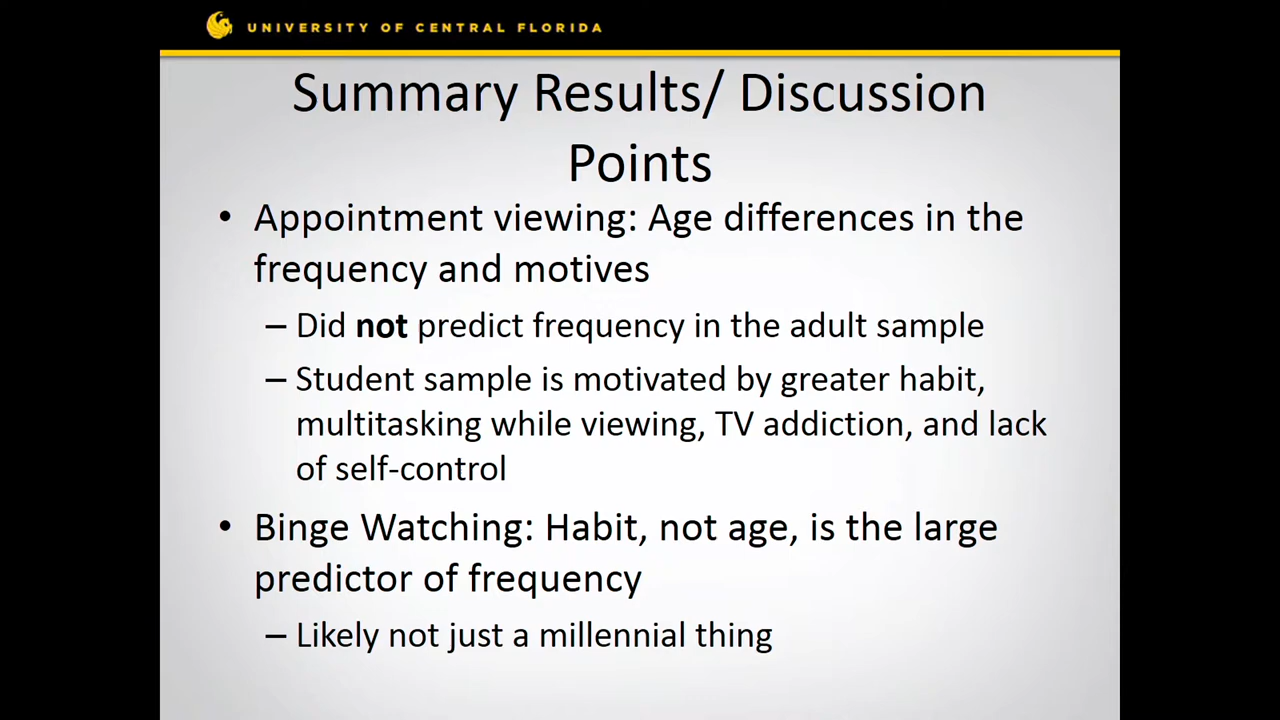 UNIVERSITY OF CENTRAL FLORIDA
Summary Results/ Discussion
Points
• Appointment viewing: Age differences in the
frequency and motives
– Did not predict frequency in the adult sample
– Student sample is motivated by greater habit,
multitasking while viewing, TV addiction, and lack
of self-control
• Binge Watching: Habit, not age, is the large
predictor of frequency
– Likely not just a millennial thing